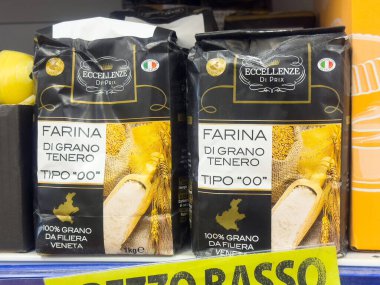 ECCELLENZE
DI PRIX
FARINA
DI GRANO
TENERO
TIPO "00"
100% GRANO
DA FILIERA
VENETA
1kg e
ECCELLENZE
DI PRIX
FARINA
DI GRANO
TENERO
TIPO "00"
100% GRANO
DA FILIERA
VENETA
PREZZO BASSO